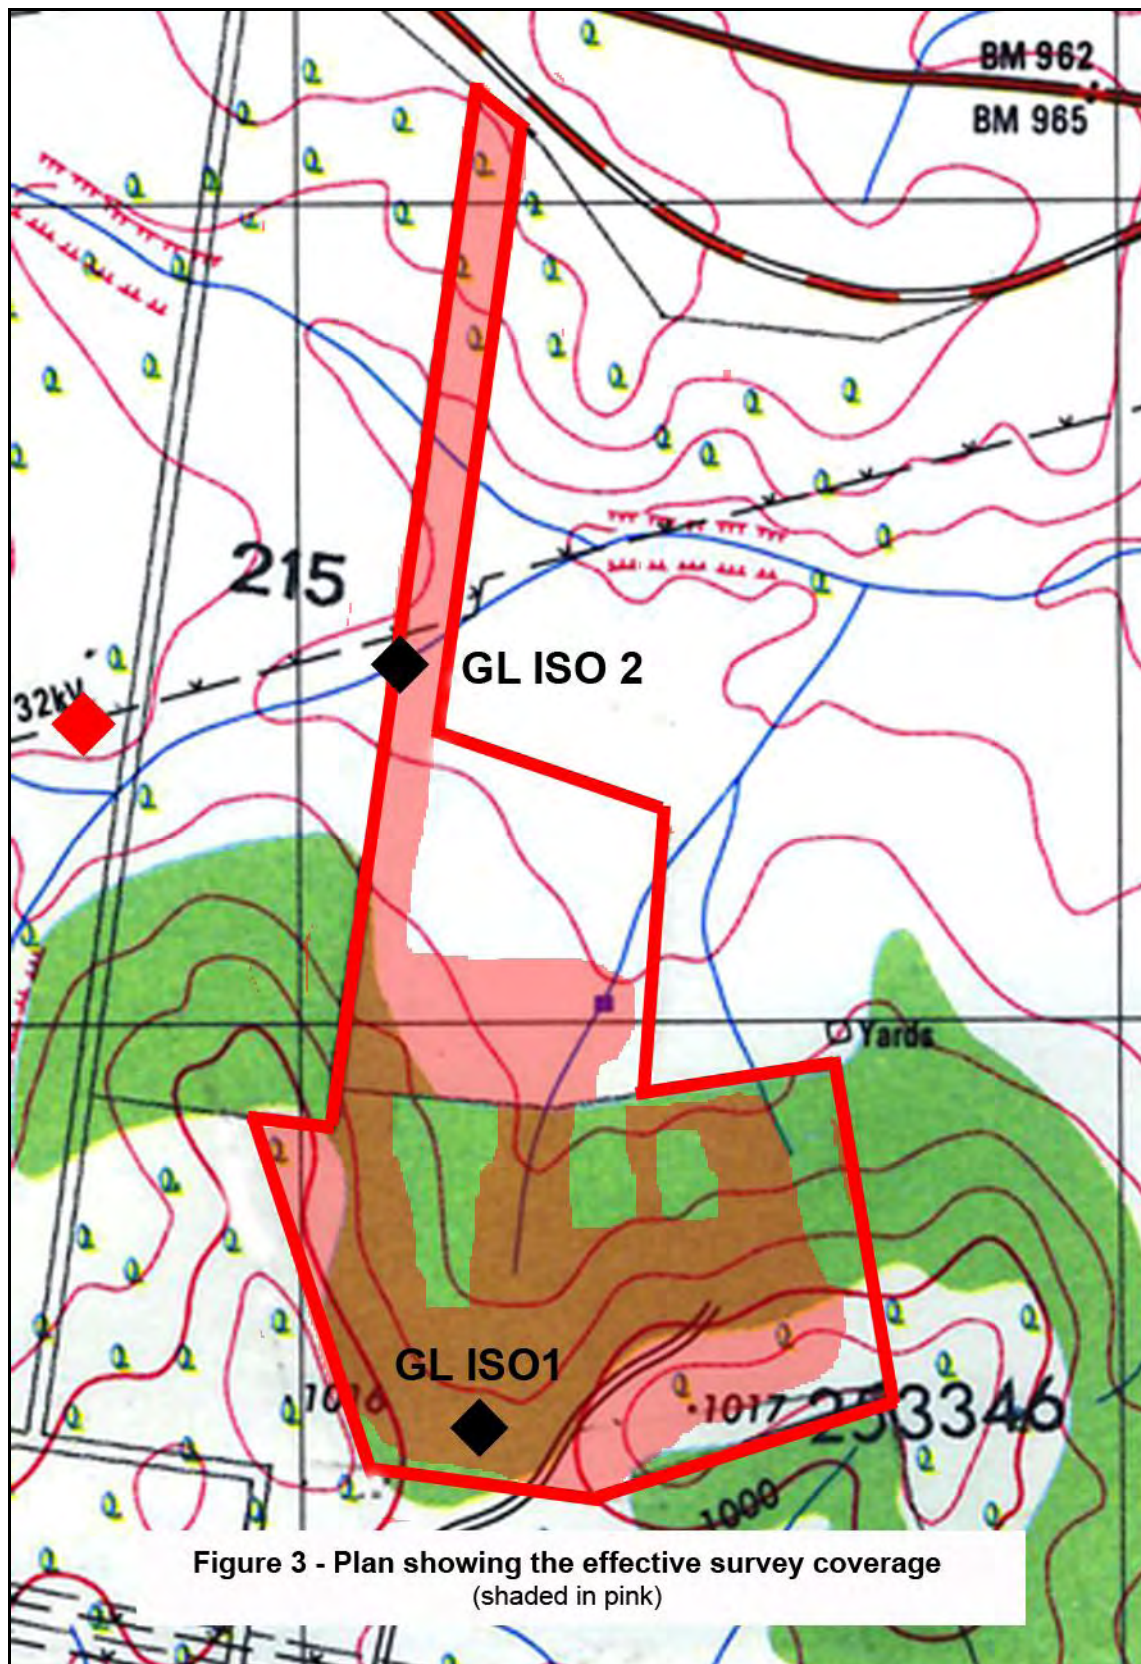 BM 962
BM 965
215
GL ISO 2
32kV
Yards
GL ISO1
1016
1017
253346
1000
Figure 3 - Plan showing the effective survey coverage
(shaded in pink)